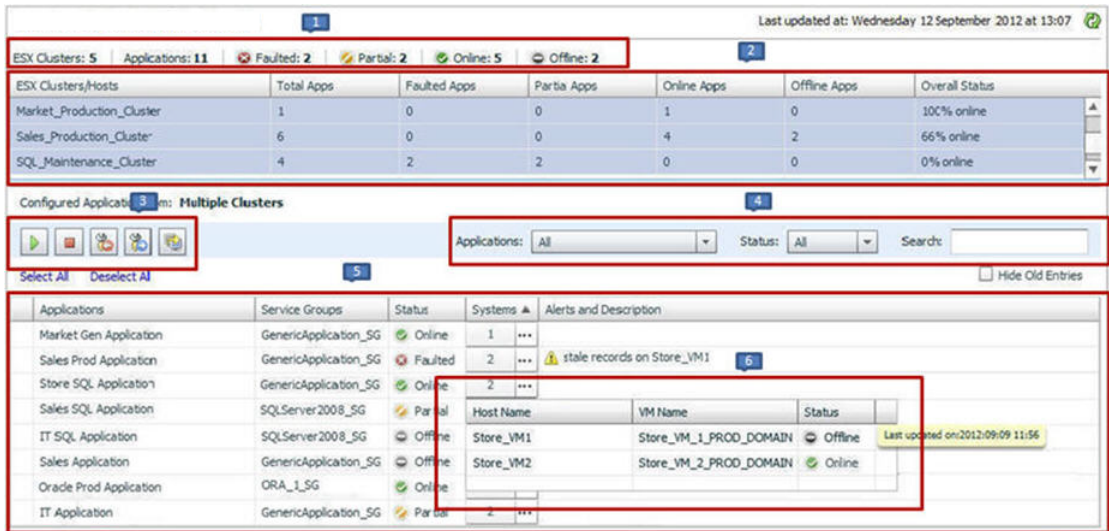 1
Last updated at: Wednesday 12 September 2012 at 13:07
2
ESX Clusters: 5 Applications: 11 Faulted: 2 Partial: 2 Online: 5 Offline: 2
ESX Clusters/Hosts Total Apps Faulted Apps Partia Apps Online Apps Offline Apps Overall Status
Market_Production_Cluster 1 0 0 1 0 100% online
Sales_Production_Cluster 6 0 0 4 2 66% online
SQL_Maintenance_Cluster 4 2 2 0 0 0% online
3 4
Configured Applicati m: Multiple Clusters
Applications: All Status: All Search:
Select All Deselect All 5 Hide Old Entries
Applications Service Groups Status Systems Alerts and Description
Market Gen Application GenericApplication_SG Online 1 ...
Sales Prod Application GenericApplication_SG Faulted 2 ... stale records on Store_VM1 6
Store SQL Application GenericApplication_SG Online 2 ...
Sales SQL Application SQLServer2008_SG Partial
Host Name VM Name Status
IT SQL Application SQLServer2008_SG Offline
Store_VM1 Store_VM_1_PROD_DOMAIN Offline Last updated on:2012:09:09 11:56
Sales Application GenericApplication_SG Offline
Store_VM2 Store_VM_2_PROD_DOMAIN Online
Oracle Prod Application ORA_1_SG Online
IT Application GenericApplication_SG Partial 2 ...